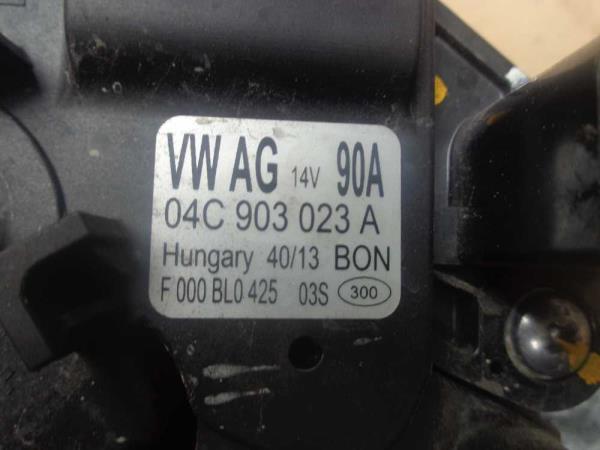 VW AG 14V 90A
04C 903 023 A
Hungary 40/13 BON
F 000 BL0 425 03S 300